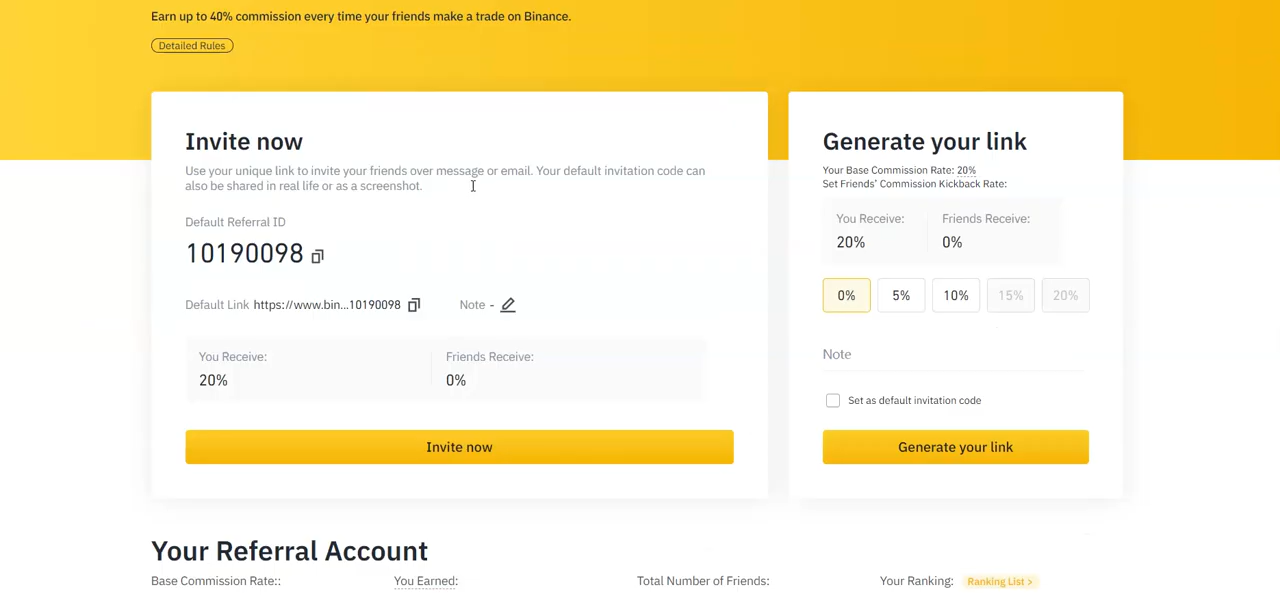 Earn up to 40% commission every time your friends make a trade on Binance.
Detailed Rules
Invite now
Use your unique link to invite your friends over message or email. Your default invitation code can
also be shared in real life or as a screenshot.
Default Referral ID
10190098
Default Link https://www.bin...10190098 Note -
You Receive: Friends Receive:
20% 0%
Invite now
Generate your link
Your Base Commission Rate: 20%
Set Friends' Commission Kickback Rate:
You Receive: Friends Receive:
20% 0%
0% 5% 10% 15% 20%
Note
Set as default invitation code
Generate your link
Your Referral Account
Base Commission Rate:: You Earned: Total Number of Friends: Your Ranking: Ranking List >